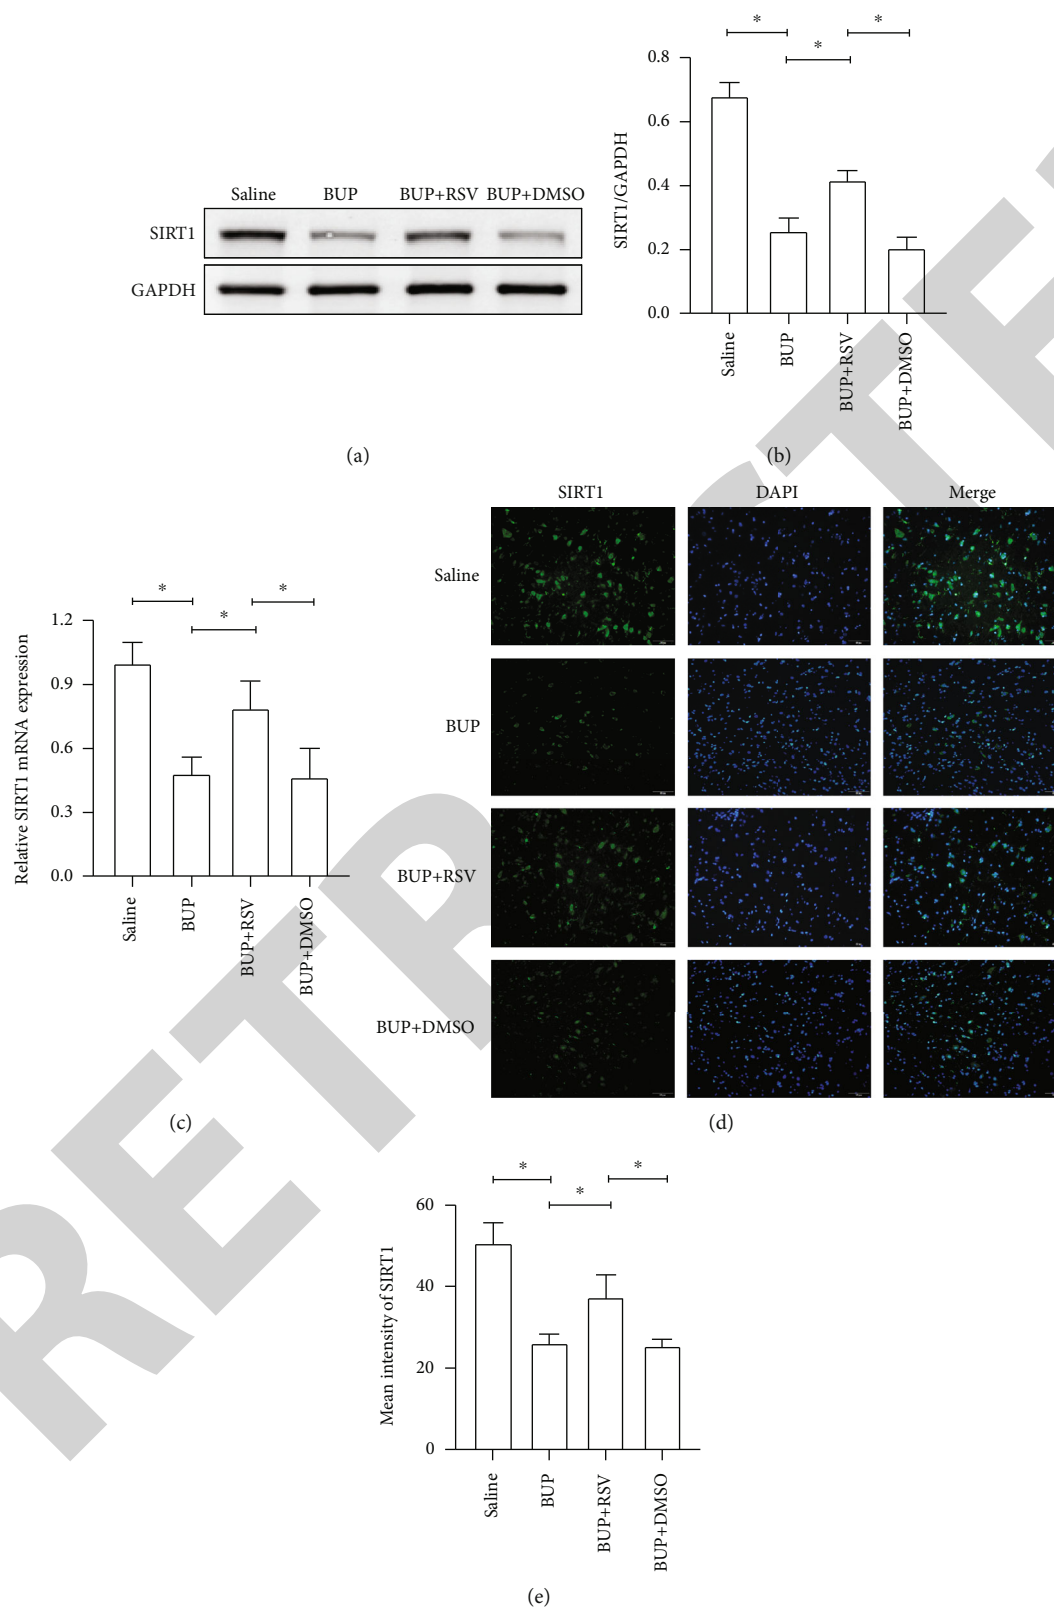 Saline BUP BUP+RSV BUP+DMSO
SIRT1
GAPDH
(a)
* * *
SIRT1/GAPDH
0.8
0.6
0.4
0.2
0.0
Saline
BUP
BUP+RSV
BUP+DMSO
(b)
* * *
Relative SIRT1 mRNA expression
1.2
0.9
0.6
0.3
0.0
Saline
BUP
BUP+RSV
BUP+DMSO
(c)
SIRT1 DAPI Merge
Saline
BUP
BUP+RSV
BUP+DMSO
(d)
* * *
Mean intensity of SIRT1
60
40
20
0
Saline
BUP
BUP+RSV
BUP+DMSO
(e)